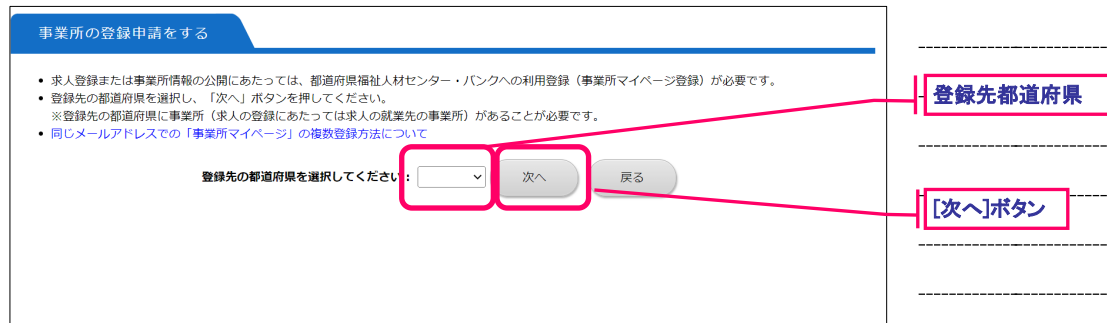 事業所の登録申請をする
• 求人登録または事業所情報の公開にあたっては、都道府県福祉人材センター・バンクへの利用登録（事業所マイページ登録）が必要です。
• 登録先の都道府県を選択し、「次へ」ボタンを押してください。
※登録先の都道府県に事業所（求人の登録にあたっては求人の就業先の事業所）があることが必要です。
• 同じメールアドレスでの「事業所マイページ」の複数登録方法について
登録先の都道府県を選択してください： 次へ 戻る
登録先都道府県
[次へ]ボタン